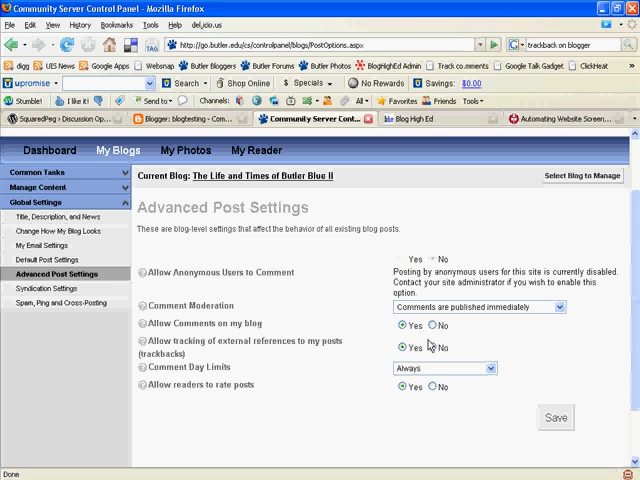 Community Server Control Panel - Mozilla Firefox
File Edit View History Bookmarks Tools Help del.icio.us
TAG http://go.butler.edu/cs/controlpanel/blogs/PostOptions.aspx trackback on blogger
digg UIS News Google Apps Webinb Butler Bloggers Butler Forums Butler Photos BlogHighEd Admin Track co.mments Google Talk Gadget ClickHeat
upromise Search Shop Online $ Specials No Rewards Savings: $0.00
Stumble! I like it! Send to Channels: All Favorites Friends Tools
SquaredPeg › Discussion Op... Blogger: blogtesting - Com... Community Server Cont... Blog High Ed Automating Website Screen...
Dashboard My Blogs My Photos My Reader
Common Tasks
Manage Content
Global Settings
Title, Description, and News
Change How My Blog Looks
My Email Settings
Default Post Settings
Advanced Post Settings
Syndication Settings
Spam, Ping and Cross-Posting
Current Blog: The Life and Times of Butler Blue II Select Blog to Manage
Advanced Post Settings
These are blog-level settings that affect the behavior of all existing blog posts.
Yes No
Allow Anonymous Users to Comment
Posting by anonymous users for this site is currently disabled.
Contact your site administrator if you wish to enable this
option.
Comment Moderation Comments are published immediately
Allow Comments on my blog Yes No
Allow tracking of external references to my posts
(trackbacks) Yes No
Comment Day Limits Always
Allow readers to rate posts Yes No
Save
Done